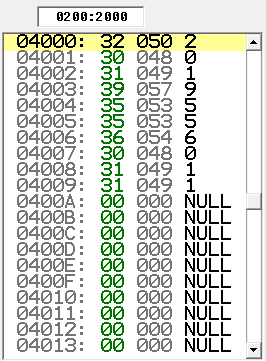 0200:2000
04000: 32 050 2
04001: 30 048 0
04002: 31 049 1
04003: 39 057 9
04004: 35 053 5
04005: 35 053 5
04006: 36 054 6
04007: 30 048 0
04008: 31 049 1
04009: 31 049 1
0400A: 00 000 NULL
0400B: 00 000 NULL
0400C: 00 000 NULL
0400D: 00 000 NULL
0400E: 00 000 NULL
0400F: 00 000 NULL
04010: 00 000 NULL
04011: 00 000 NULL
04012: 00 000 NULL
04013: 00 000 NULL